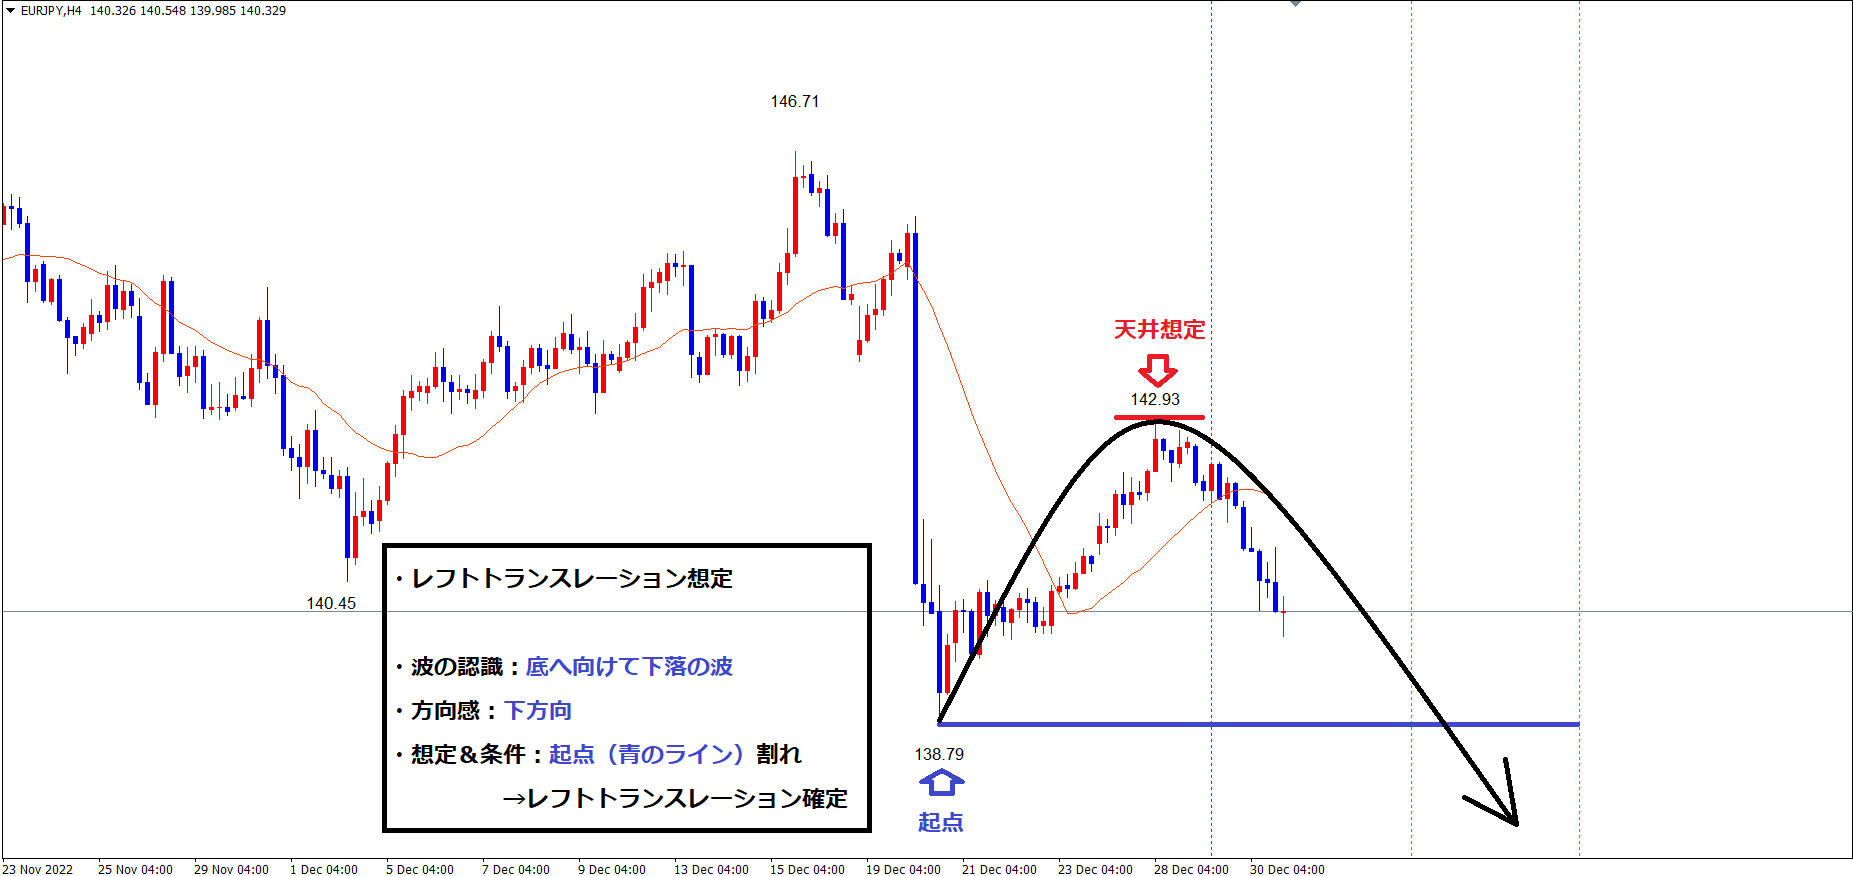 EURJPY,H4 140.326 140.548 139.985 140.329
146.71
天井想定
142.93
140.45
・レフトトランスレーション想定
・波の認識：底へ向けて下落の波
・方向感：下方向
・想定＆条件：起点（青のライン）割れ
→レフトトランスレーション確定
138.79
起点
23 Nov 2022 25 Nov 04:00 29 Nov 04:00 1 Dec 04:00 5 Dec 04:00 7 Dec 04:00 9 Dec 04:00 13 Dec 04:00 15 Dec 04:00 19 Dec 04:00 21 Dec 04:00 23 Dec 04:00 28 Dec 04:00 30 Dec 04:00